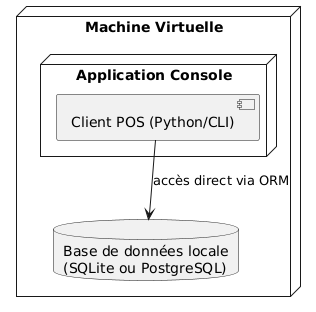 Machine Virtuelle
Application Console
Client POS (Python/CLI)
accès direct via ORM
Base de données locale
(SQLite ou PostgreSQL)